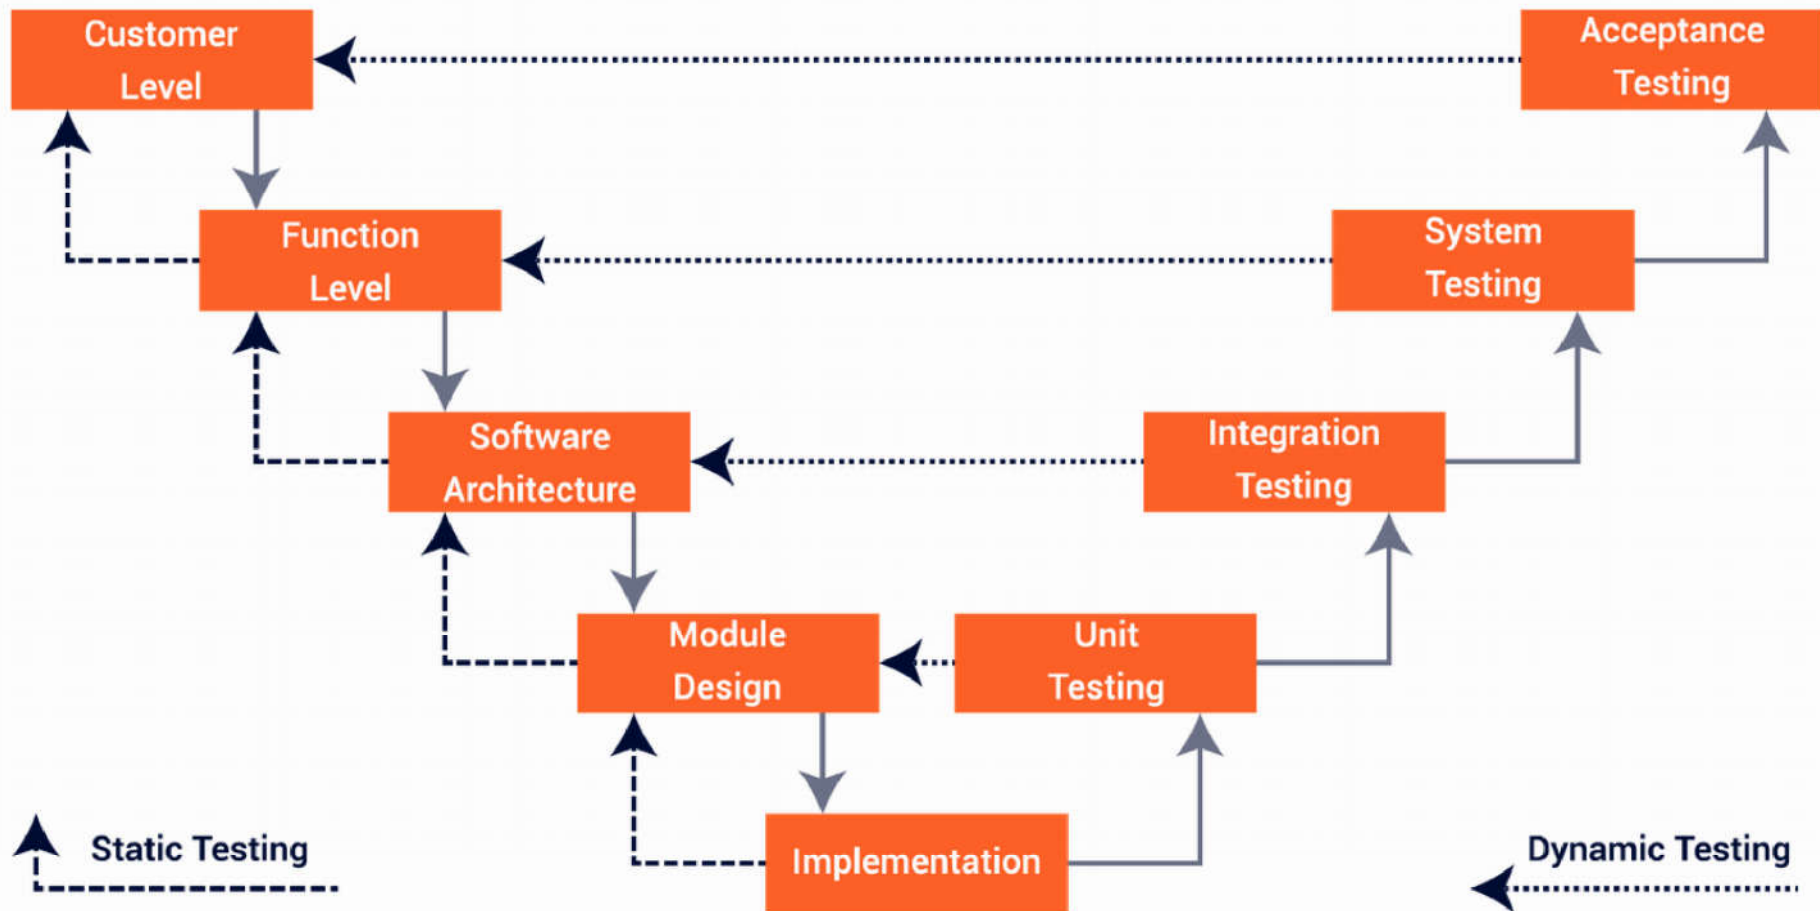 Customer
Level
Acceptance
Testing
Function
Level
System
Testing
Software
Architecture
Integration
Testing
Module
Design
Unit
Testing
Implementation
Static Testing
Dynamic Testing